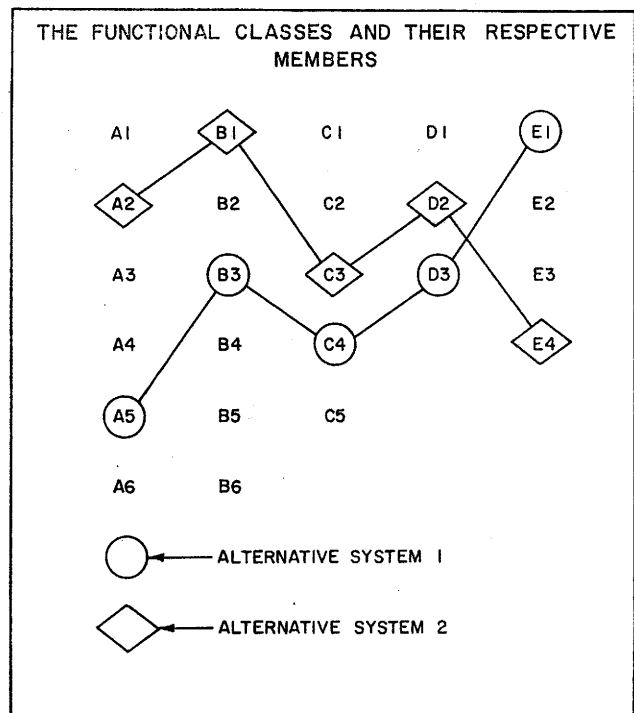 THE FUNCTIONAL CLASSES AND THEIR RESPECTIVE
MEMBERS
A1 B1 C1 D1 E1
A2 B2 C2 D2 E2
A3 B3 C3 D3 E3
A4 B4 C4 E4
A5 B5 C5
A6 B6
ALTERNATIVE SYSTEM 1
ALTERNATIVE SYSTEM 2